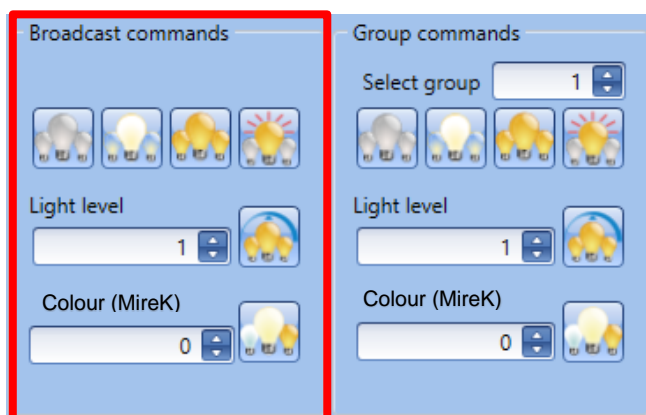 Broadcast commands
Light level
1
Colour (MireK)
0
Group commands
Select group 1
Light level
1
Colour (MireK)
0